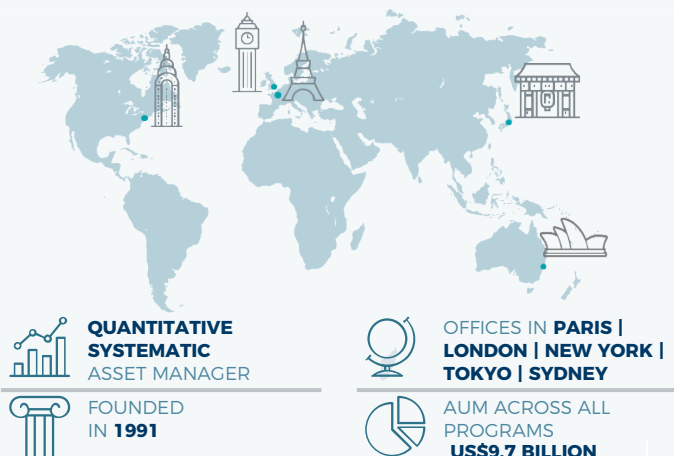 QUANTITATIVE
SYSTEMATIC
ASSET MANAGER
OFFICES IN PARIS |
LONDON | NEW YORK |
TOKYO | SYDNEY
FOUNDED
IN 1991
AUM ACROSS ALL
PROGRAMS
US$9.7 BILLION